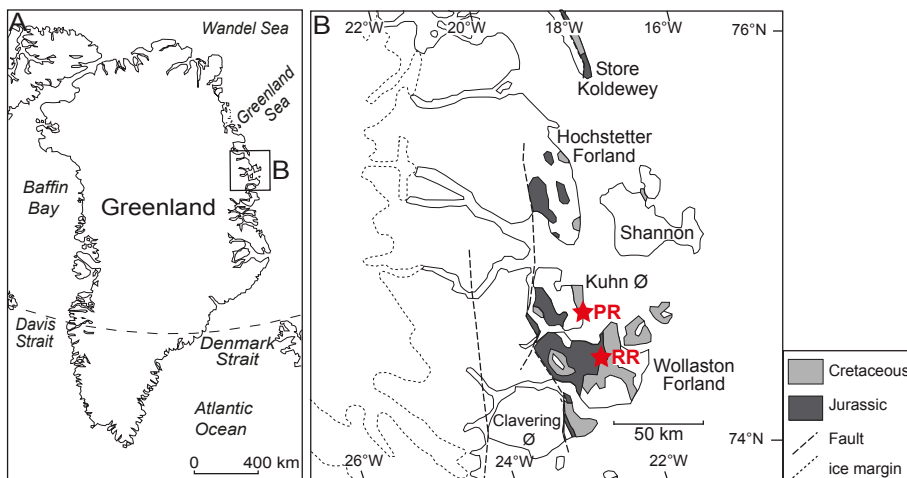 A
Wandel Sea
Greenland
Sea
B
Baffin
Bay
Greenland
Davis
Strait
Denmark
Strait
Atlantic
Ocean
0 400 km
B
22°W
20°W
18°W
16°W
76°N
Store
Koldewey
Hochstetter
Forland
Shannon
Kuhn Ø
PR
RR
Wollaston
Forland
Clavering
Ø
50 km
74°N
26°W
24°W
22°W
Cretaceous
Jurassic
Fault
ice margin